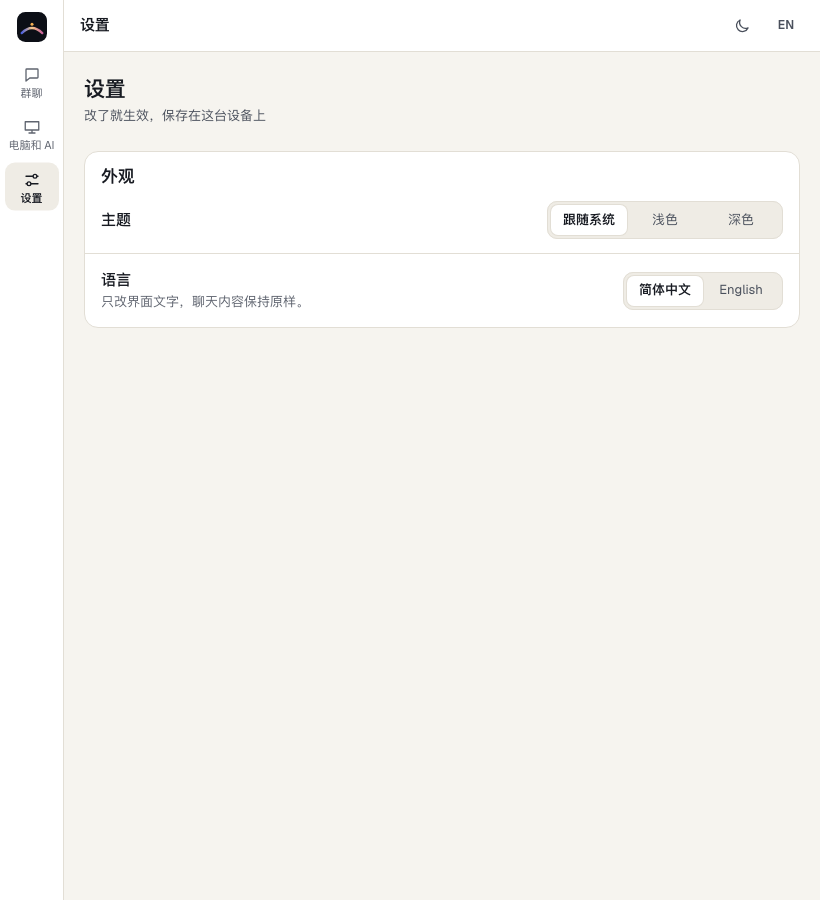 设置
EN
群聊
电脑和 AI
设置
设置
改了就生效，保存在这台设备上
外观
主题
跟随系统
浅色
深色
语言
只改界面文字，聊天内容保持原样。
简体中文
English